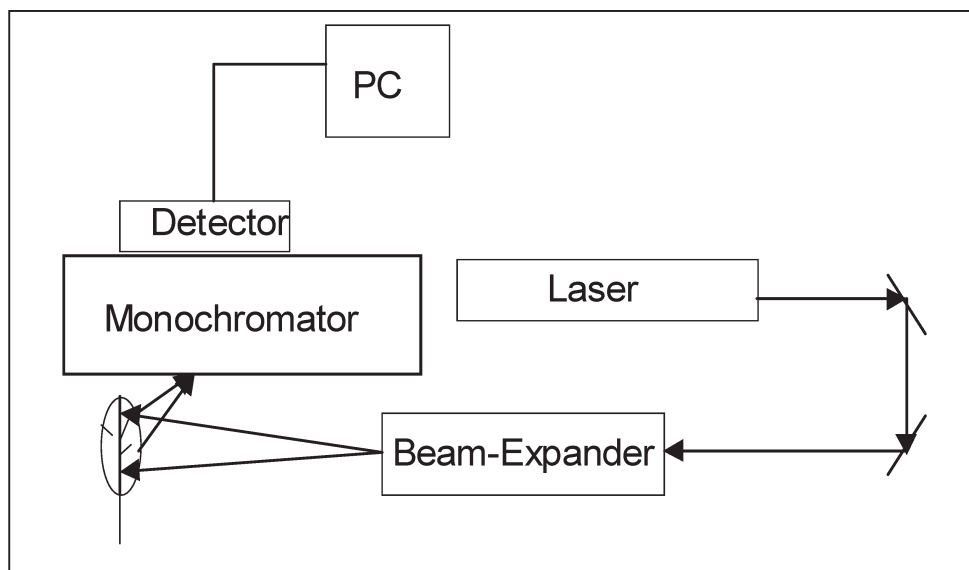 PC
Detector
Monochromator
Laser
Beam-Expander